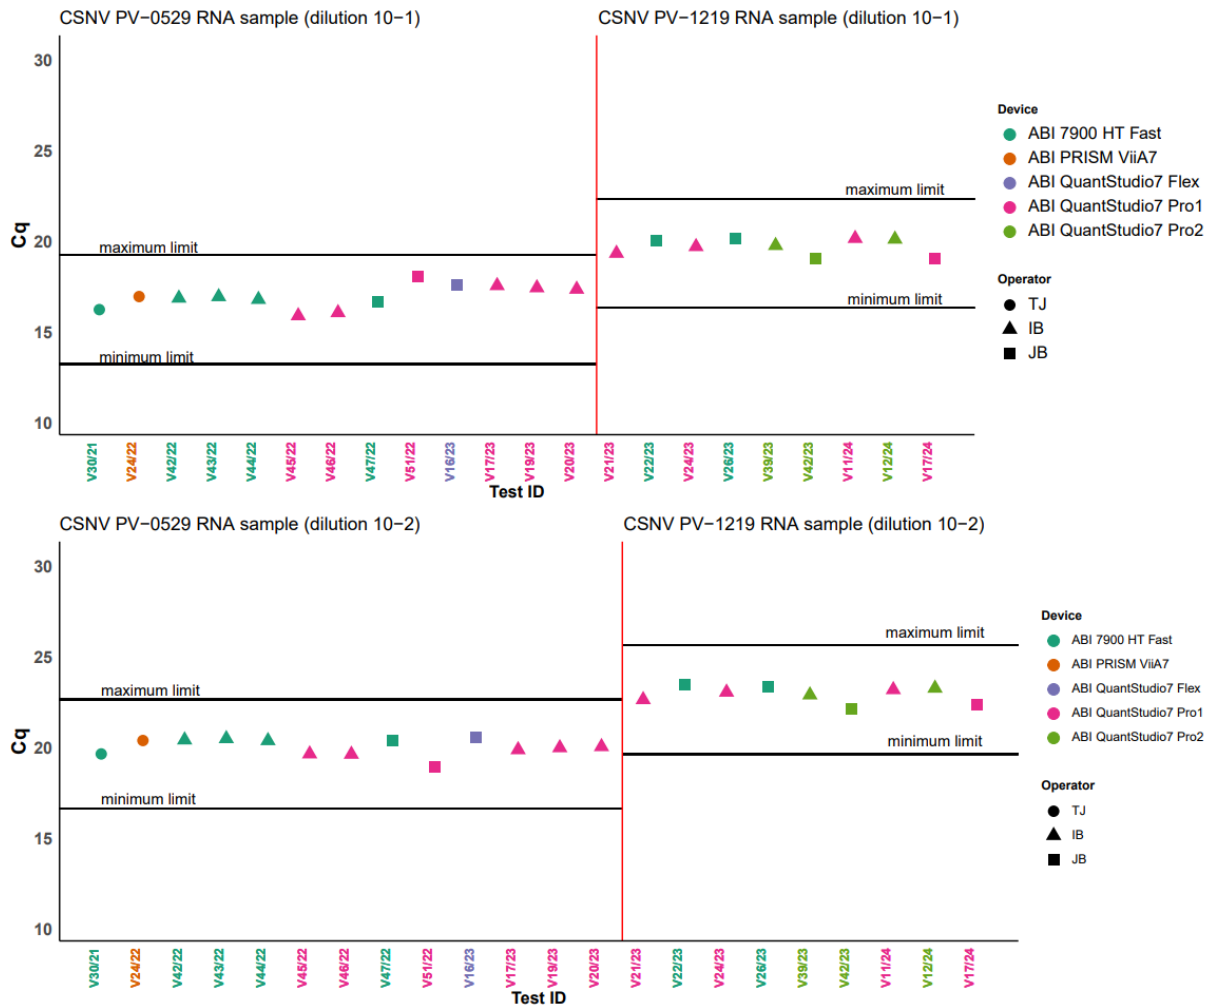 CSNV PV−0529 RNA sample (dilution 10−1)
CSNV PV−1219 RNA sample (dilution 10−1)
30
25
20
15
10
Cq
maximum limit
minimum limit
maximum limit
minimum limit
V30/21
V24/22
V42/22
V43/22
V44/22
V45/22
V46/22
V47/22
V51/22
V16/23
V17/23
V19/23
V20/23
V21/23
V22/23
V24/23
V26/23
V39/23
V42/23
V11/24
V12/24
V17/24
Test ID
Device
ABI 7900 HT Fast
ABI PRISM ViiA7
ABI QuantStudio7 Flex
ABI QuantStudio7 Pro1
ABI QuantStudio7 Pro2
Operator
TJ
IB
JB
CSNV PV−0529 RNA sample (dilution 10−2)
CSNV PV−1219 RNA sample (dilution 10−2)
30
25
20
15
10
Cq
maximum limit
minimum limit
maximum limit
minimum limit
V30/21
V24/22
V42/22
V43/22
V44/22
V45/22
V46/22
V47/22
V51/22
V16/23
V17/23
V19/23
V20/23
V21/23
V22/23
V24/23
V26/23
V39/23
V42/23
V11/24
V12/24
V17/24
Test ID
Device
ABI 7900 HT Fast
ABI PRISM ViiA7
ABI QuantStudio7 Flex
ABI QuantStudio7 Pro1
ABI QuantStudio7 Pro2
Operator
TJ
IB
JB